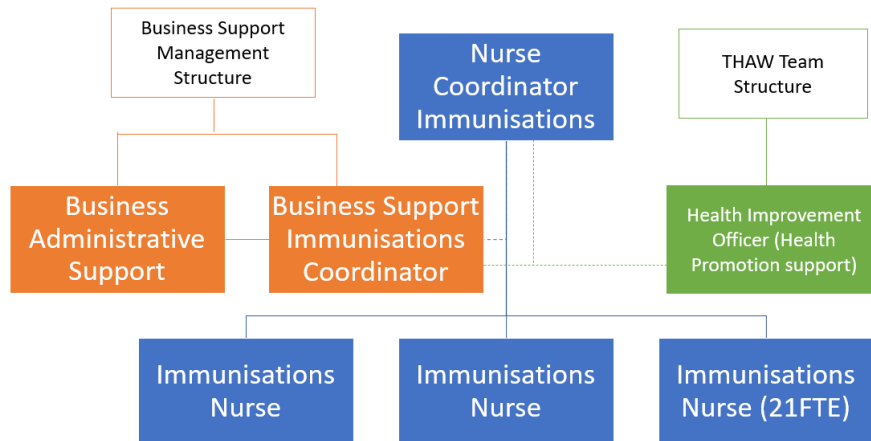 Business Support
Management
Structure
Nurse
Coordinator
Immunisations
THAW Team
Structure
Business
Administrative
Support
Business Support
Immunisations
Coordinator
Health Improvement
Officer (Health
Promotion support)
Immunisations
Nurse
Immunisations
Nurse
Immunisations
Nurse (21FTE)